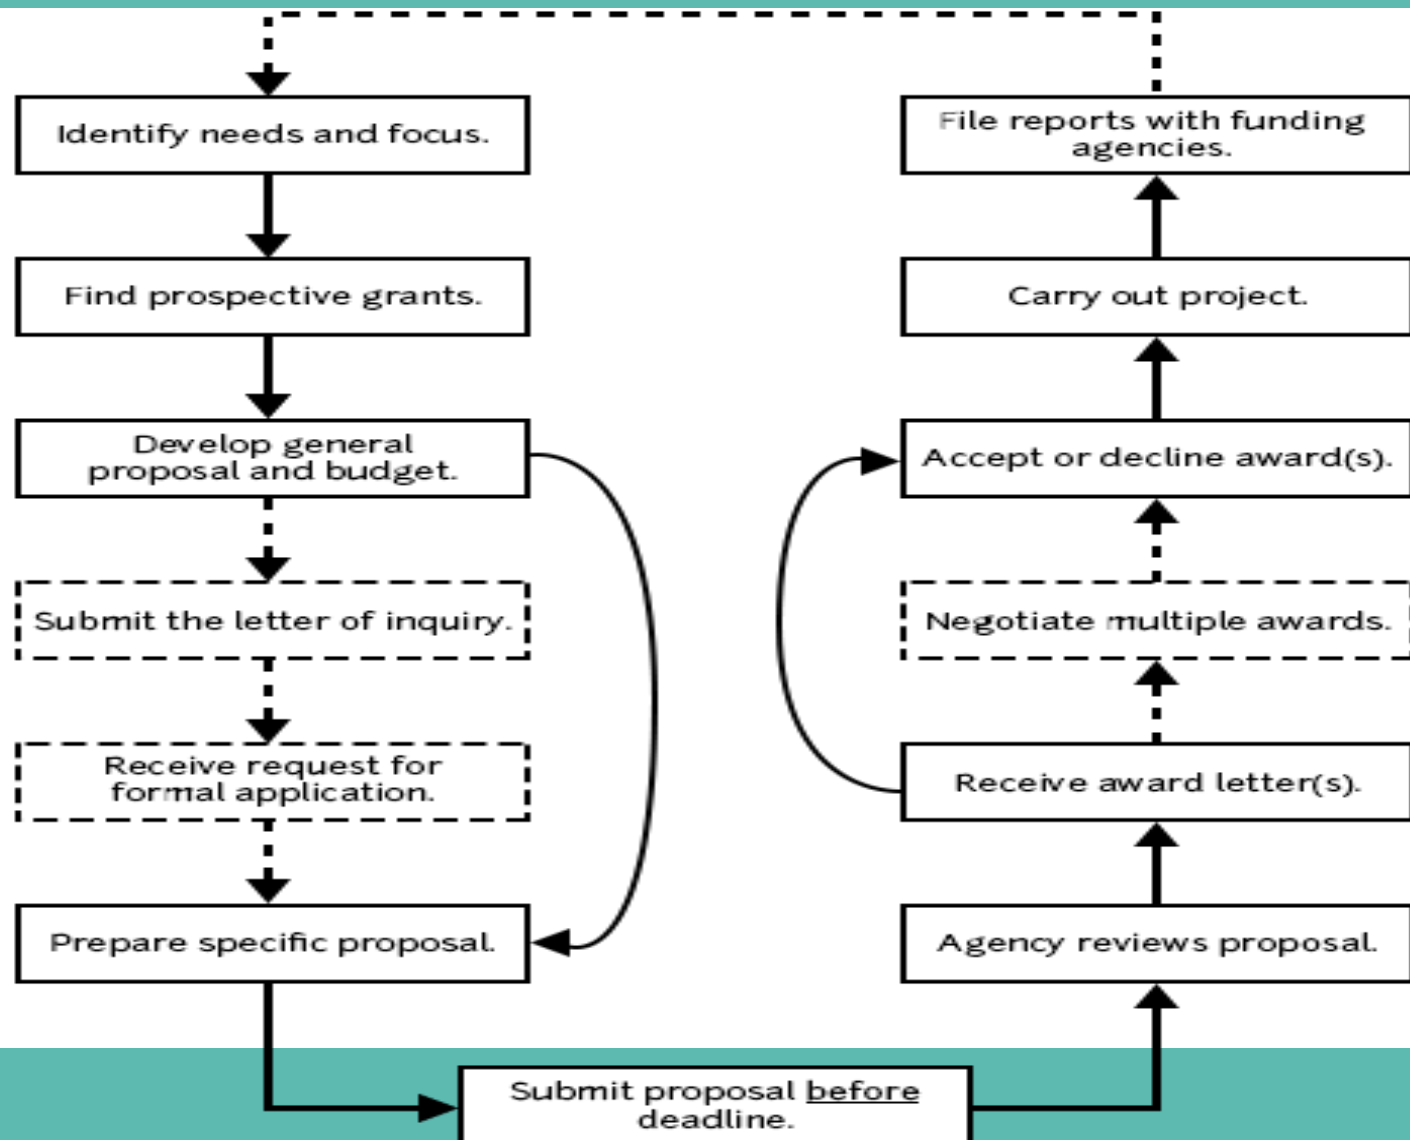 Identify needs and focus.
Find prospective grants.
Develop general
proposal and budget.
Submit the letter of inquiry.
Receive request for
formal application.
Prepare specific proposal.
Submit proposal before
deadline.
Agency reviews proposal.
Receive award letter(s).
Negotiate multiple awards.
Accept or decline award(s).
Carry out project.
File reports with funding
agencies.